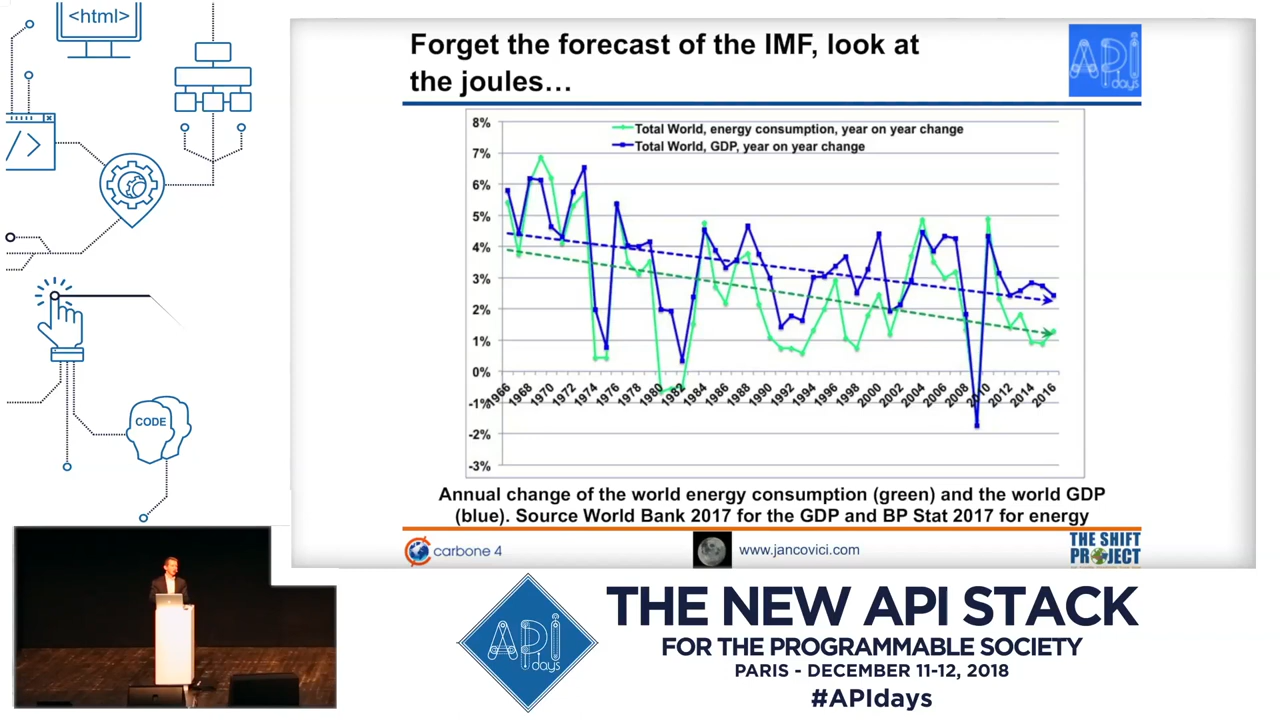 <html>
Forget the forecast of the IMF, look at
the joules…
API
days
8%
7%
6%
5%
4%
3%
2%
1%
0%
-1%
-2%
-3%
Total World, energy consumption, year on year change
Total World, GDP, year on year change
1966 1968 1970 1972 1974 1976 1978 1980 1982 1984 1986 1988 1990 1992 1994 1996 1998 2000 2002 2004 2006 2008 2010 2012 2014 2016
Annual change of the world energy consumption (green) and the world GDP
(blue). Source World Bank 2017 for the GDP and BP Stat 2017 for energy
carbone 4
www.jancovici.com
THE SHIFT
PROJECT
</>
CODE
API
days
THE NEW API STACK
FOR THE PROGRAMMABLE SOCIETY
PARIS - DECEMBER 11-12, 2018
#APIdays